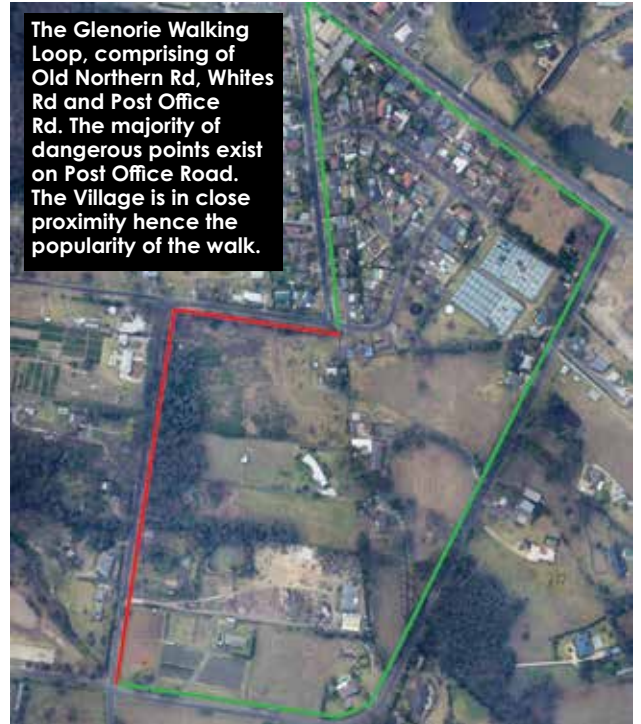 The Glenorie Walking
Loop, comprising of
Old Northern Rd, Whites
Rd and Post Office
Rd. The majority of
dangerous points exist
on Post Office Road.
The Village is in close
proximity hence the
popularity of the walk.